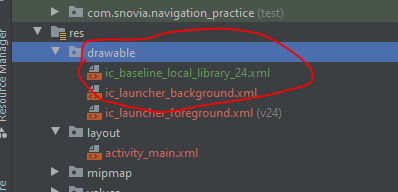 com.snovia.navigation_practice (test)
res
drawable
ic_baseline_local_library_24.xml
ic_launcher_background.xml
ic_launcher_foreground.xml (v24)
layout
activity_main.xml
mipmap
values
Resource Manager